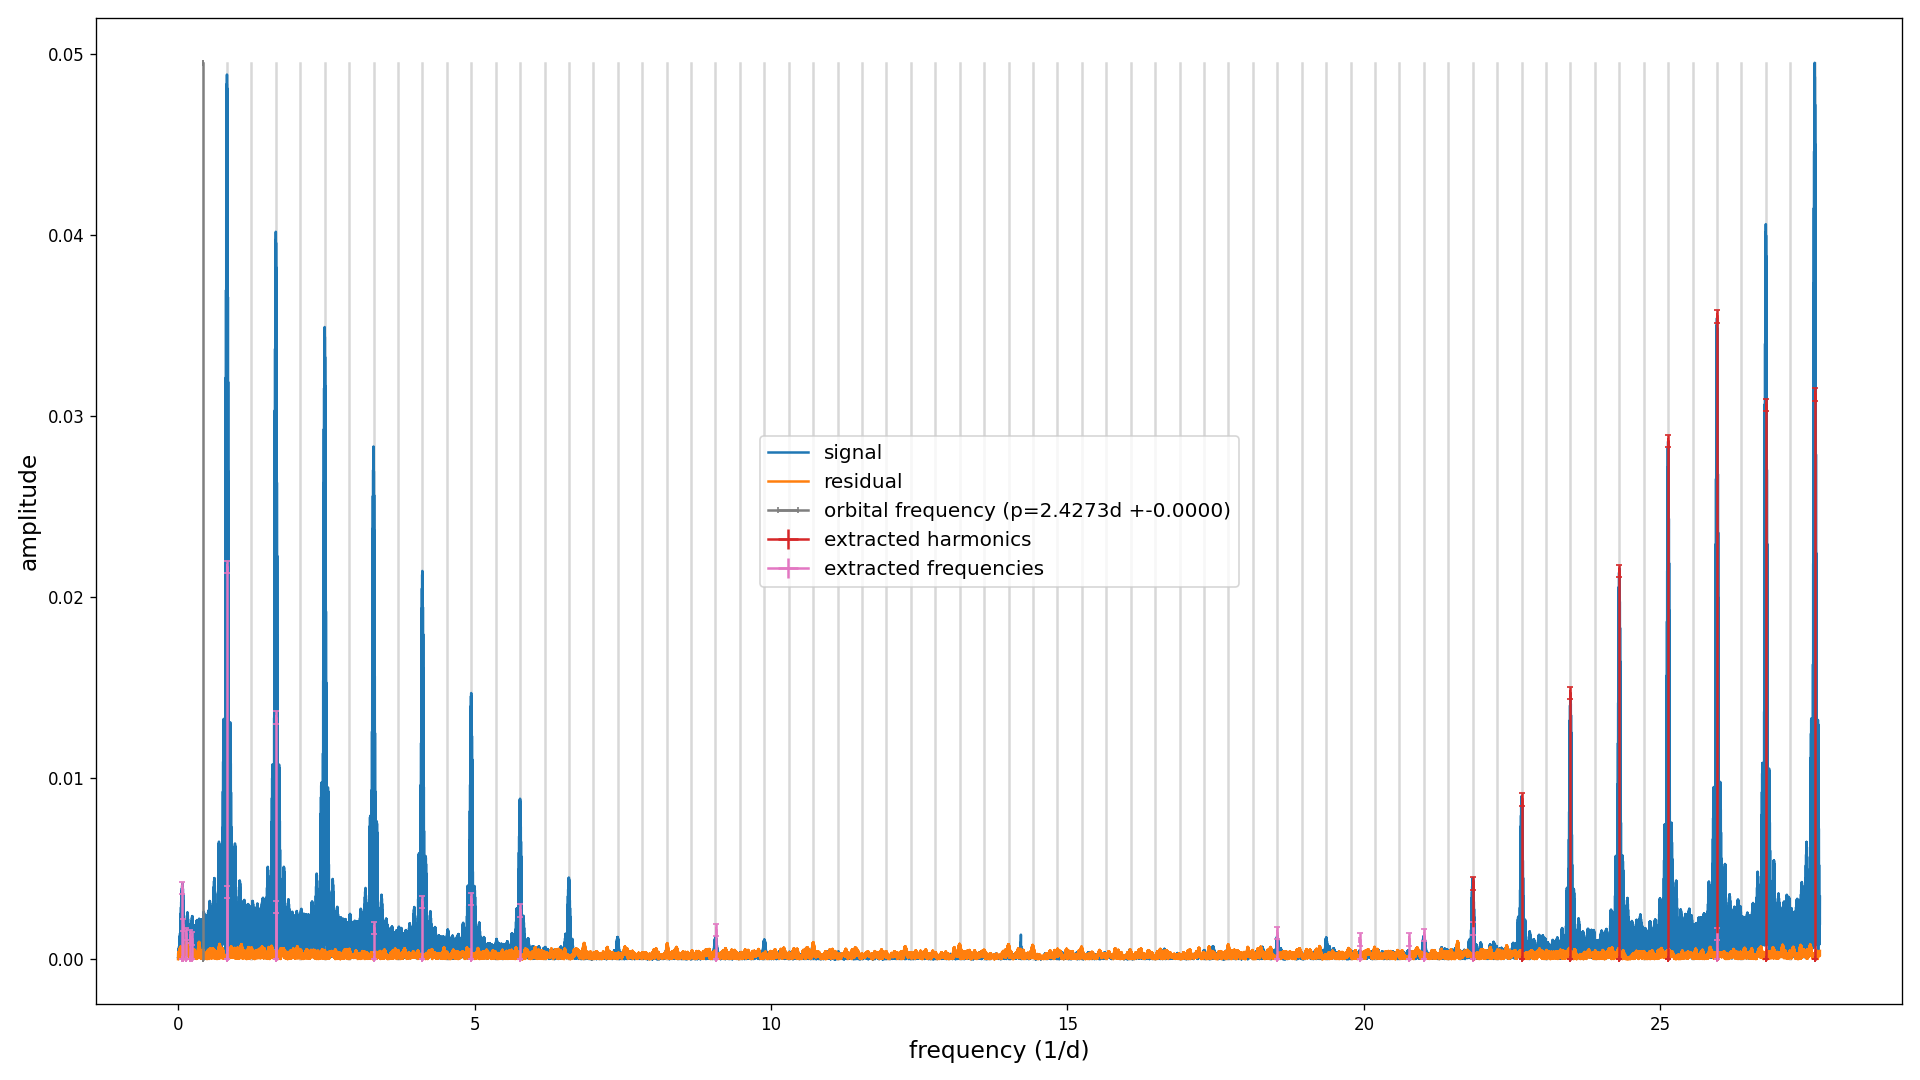 0.05
0.04
0.03
0.02
0.01
0.00
amplitude
signal
residual
orbital frequency (p=2.4273d +-0.0000)
extracted harmonics
extracted frequencies
0 5 10 15 20 25
frequency (1/d)